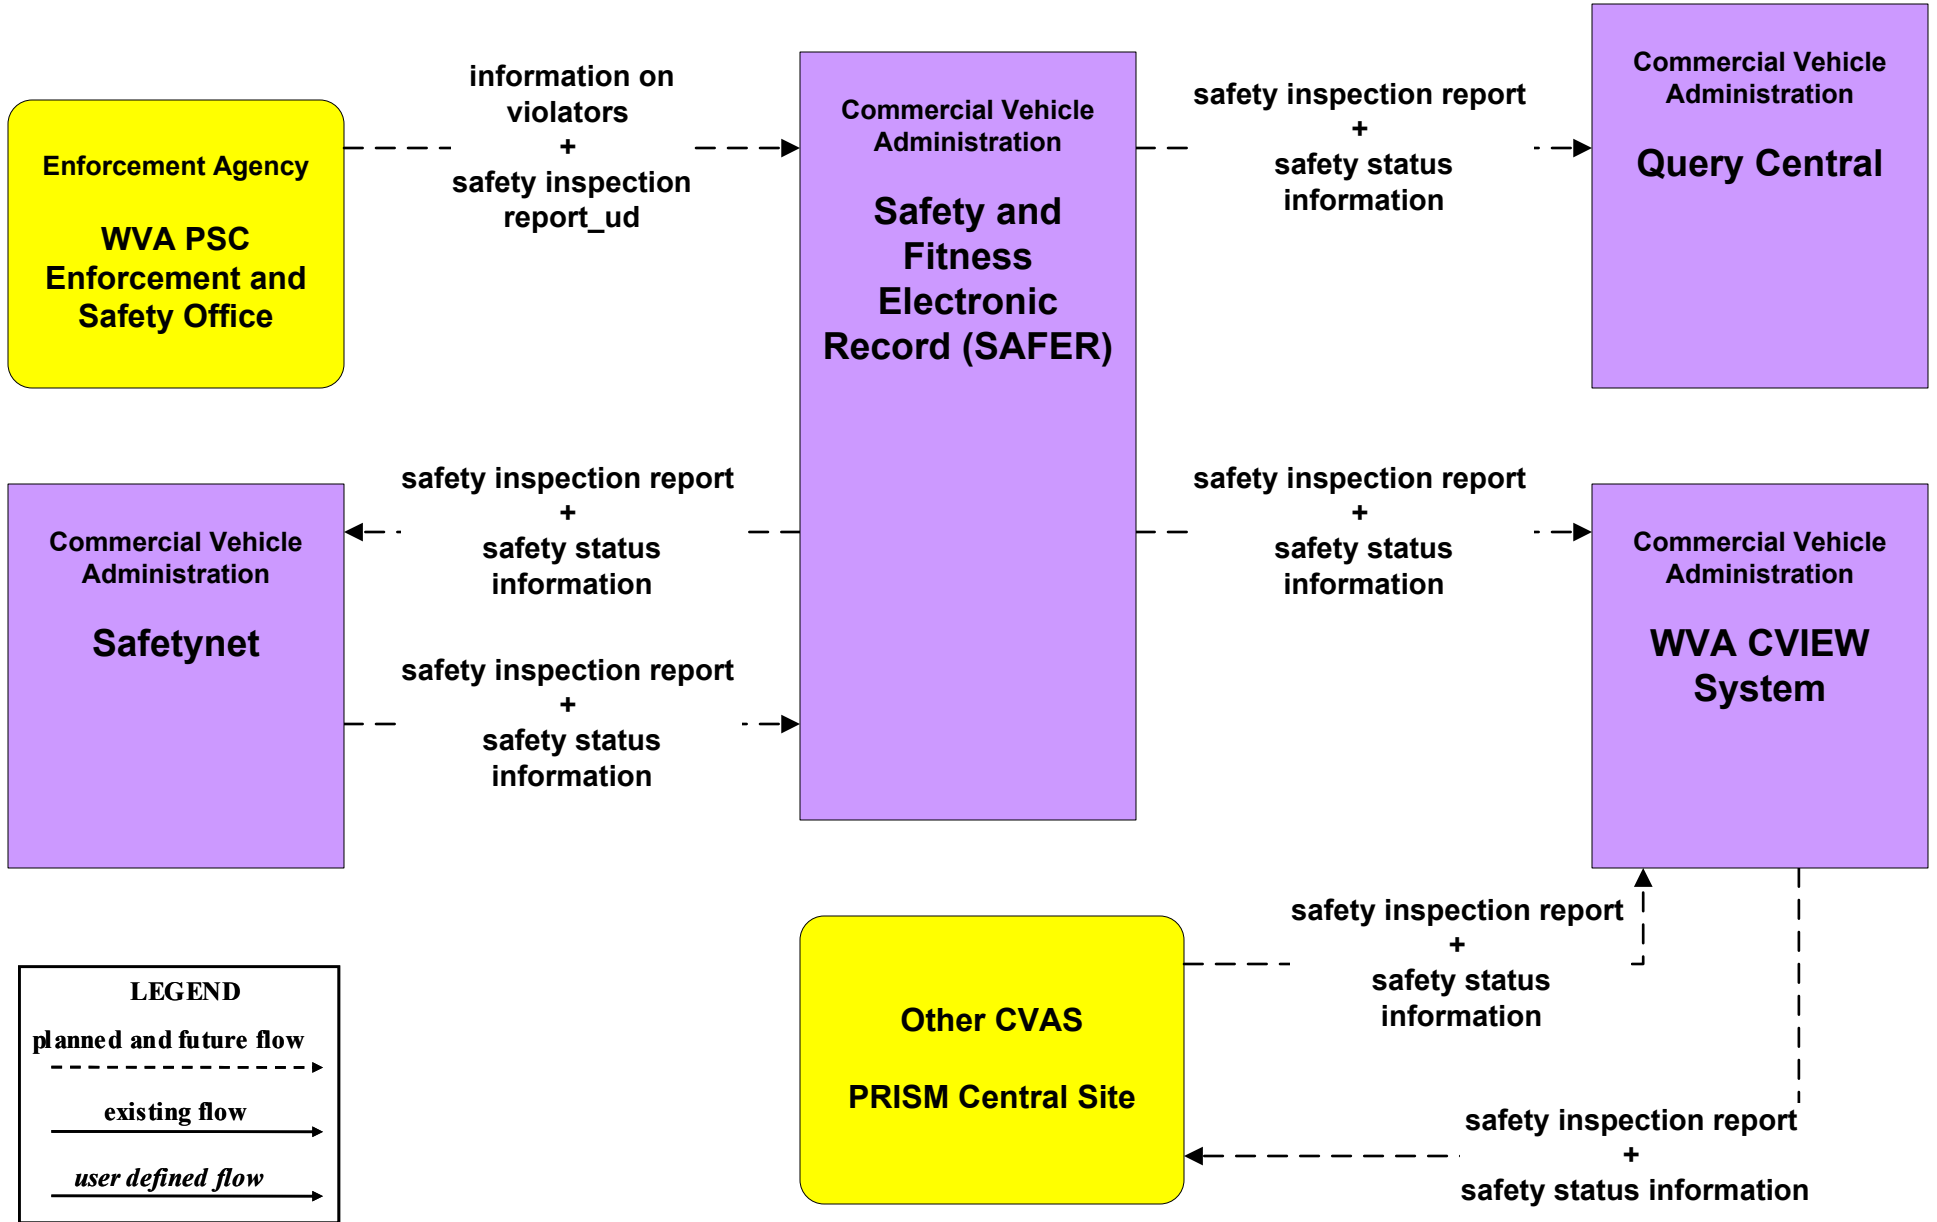 Enforcement Agency
WVA PSC
Enforcement and
Safety Office
information on
violators
+
safety inspection
report_ud
Commercial Vehicle
Administration
Safety and
Fitness
Electronic
Record (SAFER)
safety inspection report
+
safety status
information
Commercial Vehicle
Administration
Query Central
Commercial Vehicle
Administration
Safetynet
safety inspection report
+
safety status
information
safety inspection report
+
safety status
information
safety inspection report
+
safety status
information
Commercial Vehicle
Administration
WVA CVIEW
System
Other CVAS
PRISM Central Site
safety inspection report
+
safety status
information
safety inspection report
+
safety status information
LEGEND
planned and future flow
existing flow
user defined flow